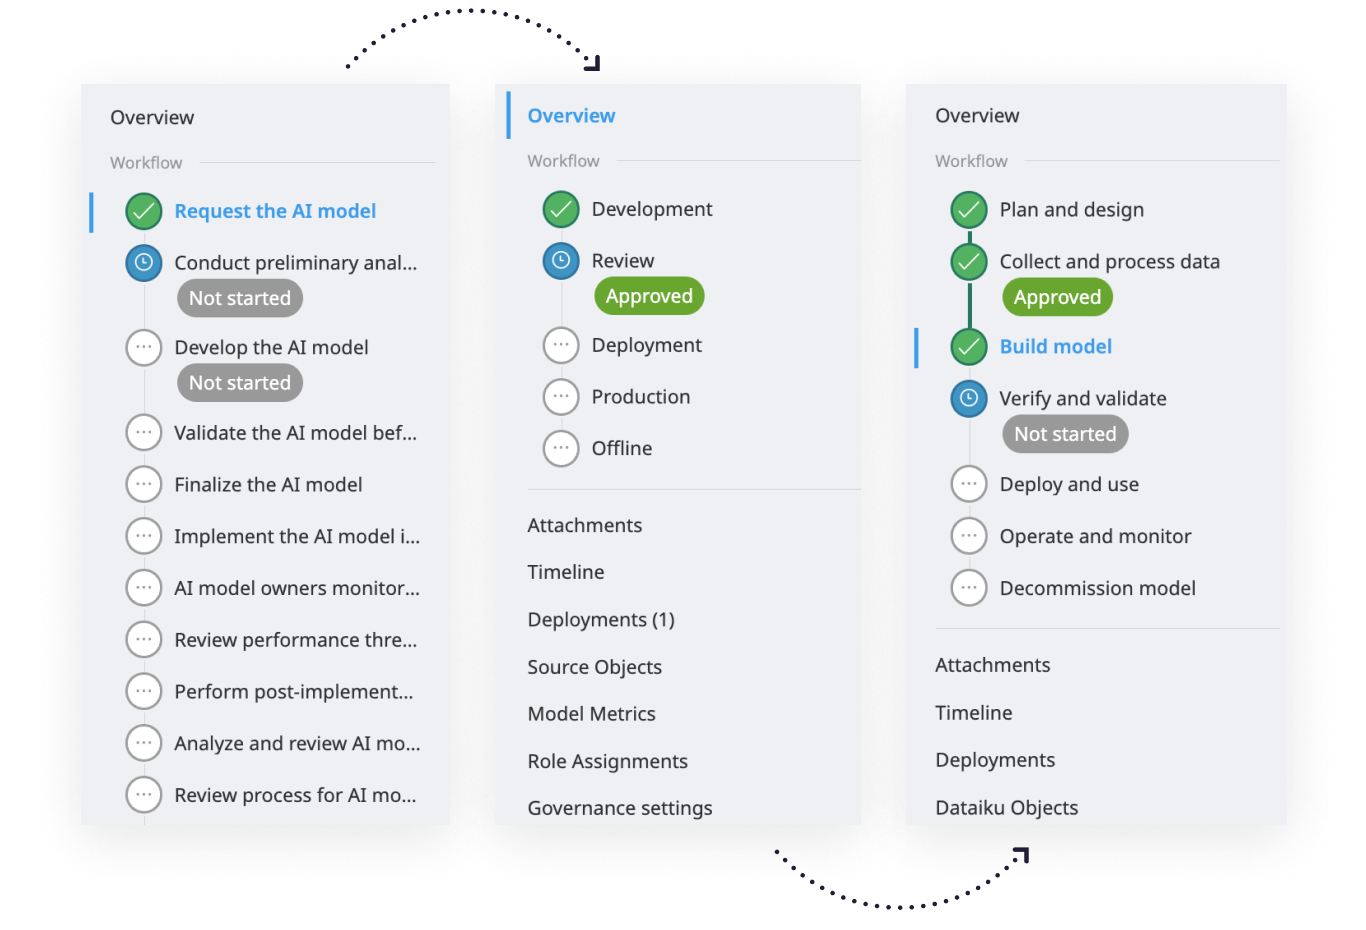 Overview
Workflow
Request the AI model
Conduct preliminary anal...
Not started
Develop the AI model
Not started
Validate the AI model bef...
Finalize the AI model
Implement the AI model i...
AI model owners monitor...
Review performance thre...
Perform post-implement...
Analyze and review AI mo...
Review process for AI mo...
Overview
Workflow
Development
Review
Approved
Deployment
Production
Offline
Attachments
Timeline
Deployments (1)
Source Objects
Model Metrics
Role Assignments
Governance settings
Overview
Workflow
Plan and design
Collect and process data
Approved
Build model
Verify and validate
Not started
Deploy and use
Operate and monitor
Decommission model
Attachments
Timeline
Deployments
Dataiku Objects